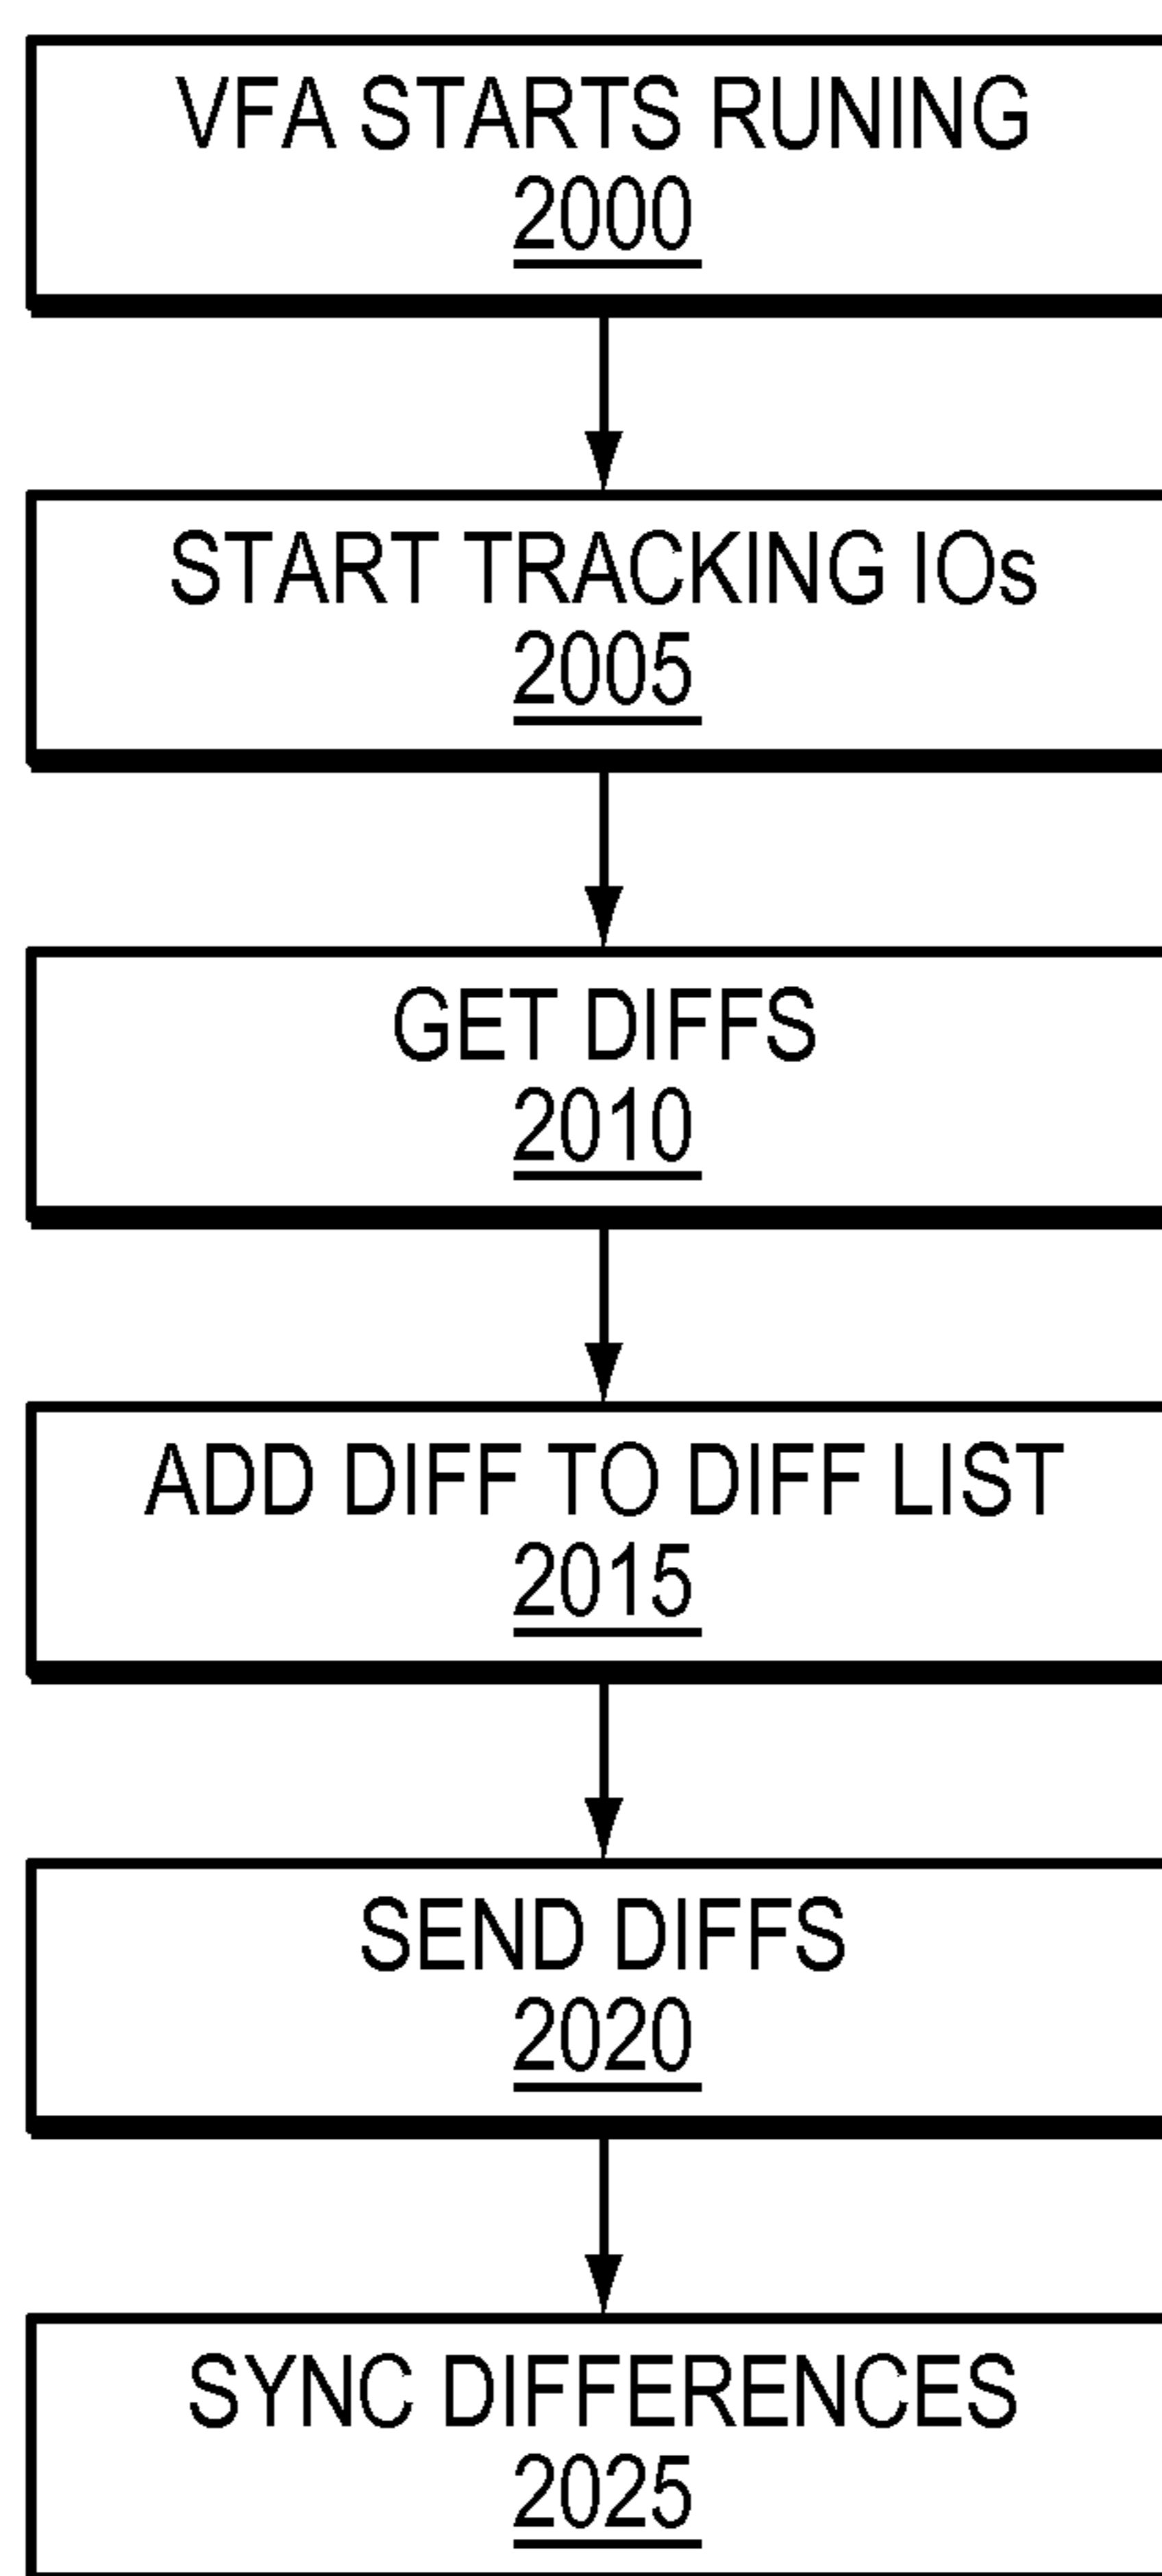 VFA STARTS RUNING
2000
START TRACKING IOs
2005
GET DIFFS
2010
ADD DIFF TO DIFF LIST
2015
SEND DIFFS
2020
SYNC DIFFERENCES
2025